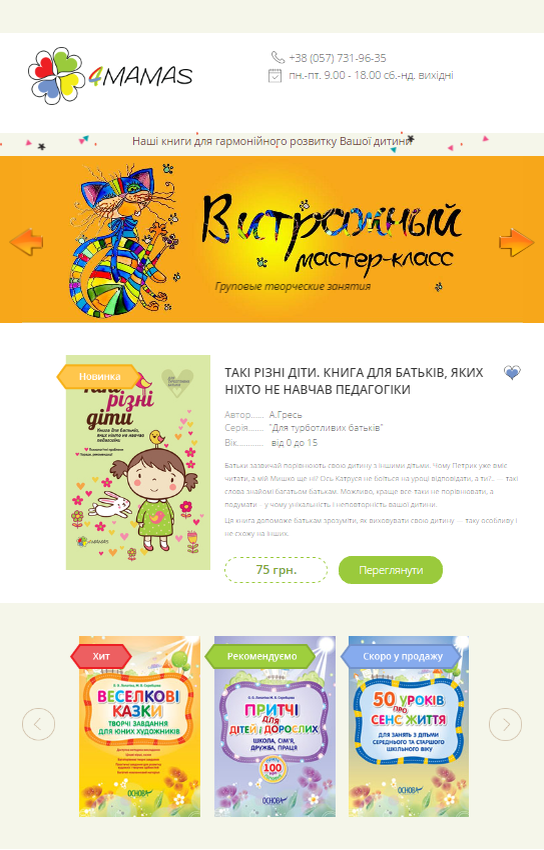 4MAMAS
+38 (057) 731-96-35
пн.-пт. 9.00 - 18.00 сб.-нд. вихідні
Наші книги для гармонійного розвитку Вашої дитини
Витражный
мастер-класс
Груповые творческие занятия
Новинка
Такі
різні
діти
Книга для батьків,
яких ніхто не навчав
педагогіки
4MAMAS
ТАКІ РІЗНІ ДІТИ. КНИГА ДЛЯ БАТЬКІВ, ЯКИХ
НІХТО НЕ НАВЧАВ ПЕДАГОГІКИ
Автор...... А.Гресь
Серія...... "Для турботливих батьків"
Вік........... від 0 до 15
Батьки зазвичай порівнюють свою дитину з іншими дітьми. Чому Петрик уже вміє
читати, а мій Мишко ще ні? Ось Катруся не боїться на уроці відповідати, а ти?.. — такі
слова знайомі багатьом батькам. Можливо, краще все-таки не порівнювати, а
подумати – у чому унікальність і неповторність вашої дитини.
Ця книга допоможе батькам зрозуміти, як виховувати свою дитину — таку особливу і
не схожу на інших.
75 грн.
Переглянути
Хит
ВЕСЕЛКОВІ
КАЗКИ
ТВОРЧІ ЗАВДАННЯ
ДЛЯ ЮНИХ ХУДОЖНИКІВ
ОСНОВА
Рекомендуємо
ПРИТЧІ
ДЛЯ
ДІТЕЙ І ДОРОСЛИХ
ШКОЛА, СІМ'Я,
ДРУЖБА, ПРАЦЯ
100
ОСНОВА
Скоро у продажу
50 УРОКІВ
ПРО
СЕНС ЖИТТЯ
ДЛЯ ЗАНЯТЬ З ДІТЬМИ
СЕРЕДНЬОГО ТА СТАРШОГО
ШКІЛЬНОГО ВІКУ
ОСНОВА